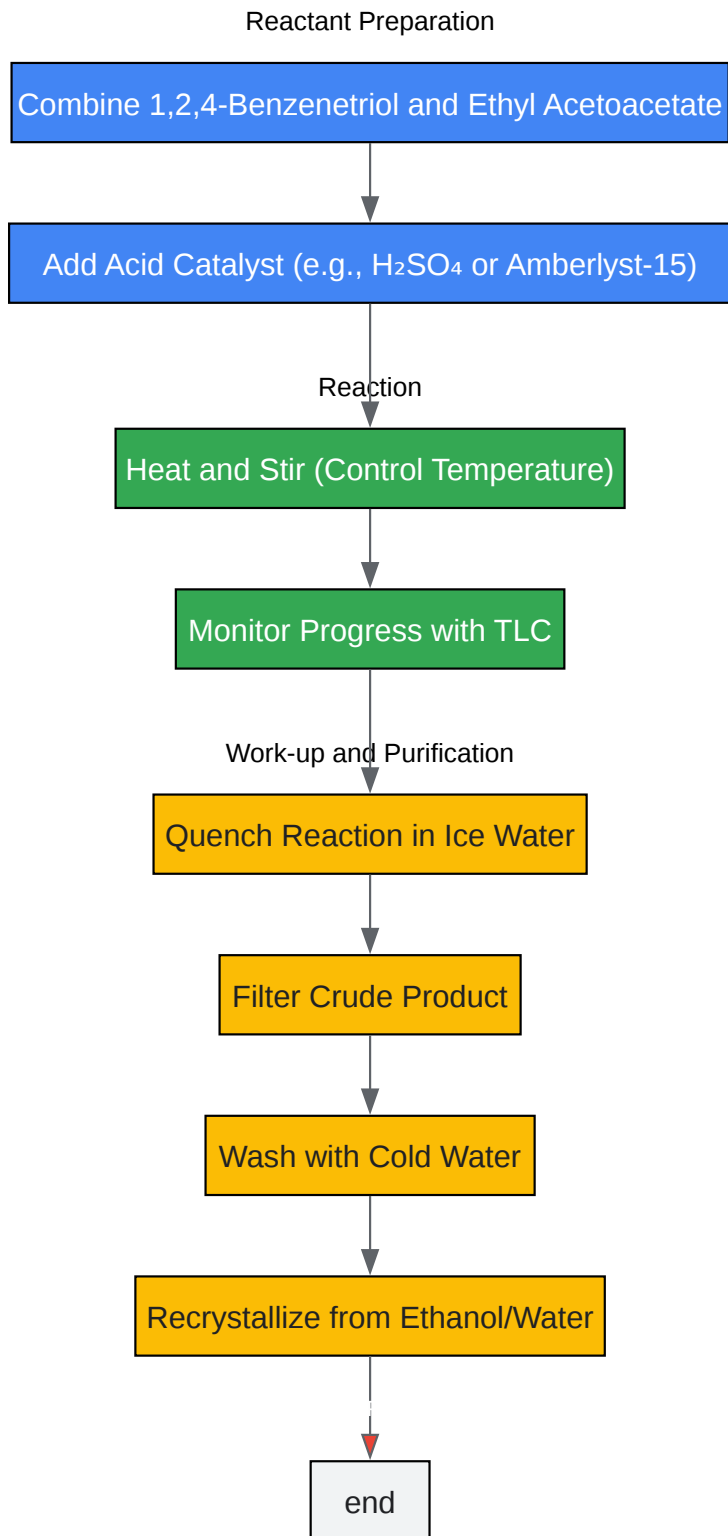 Reactant Preparation
Combine 1,2,4-Benzenetriol and Ethyl Acetoacetate
Add Acid Catalyst (e.g., H₂SO₄ or Amberlyst-15)
Reaction
Heat and Stir (Control Temperature)
Monitor Progress with TLC
Work-up and Purification
Quench Reaction in Ice Water
Filter Crude Product
Wash with Cold Water
Recrystallize from Ethanol/Water
end